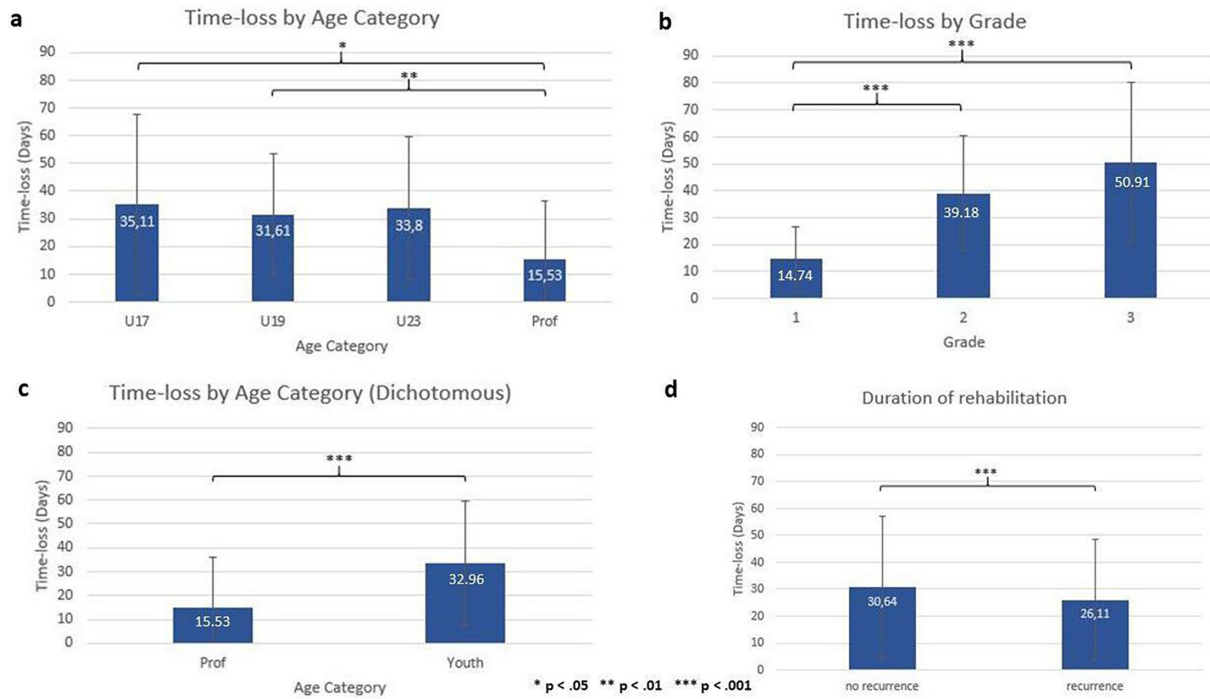 a
Time-loss by Age Category
Time-loss (Days)
90
80
70
60
50
40
30
20
10
0
*
**
35,11
31,61
33,8
15,53
U17 U19 U23 Prof
Age Category
b
Time-loss by Grade
Time-loss (Days)
90
80
70
60
50
40
30
20
10
0
***
***
14.74
39.18
50.91
1 2 3
Grade
c
Time-loss by Age Category (Dichotomous)
Time-loss (Days)
90
80
70
60
50
40
30
20
10
0
***
15.53
32.96
Prof Youth
Age Category
d
Duration of rehabilitation
Time-loss (Days)
90
80
70
60
50
40
30
20
10
0
***
30,64
26,11
no recurrence recurrence
* p < .05 ** p < .01 *** p < .001